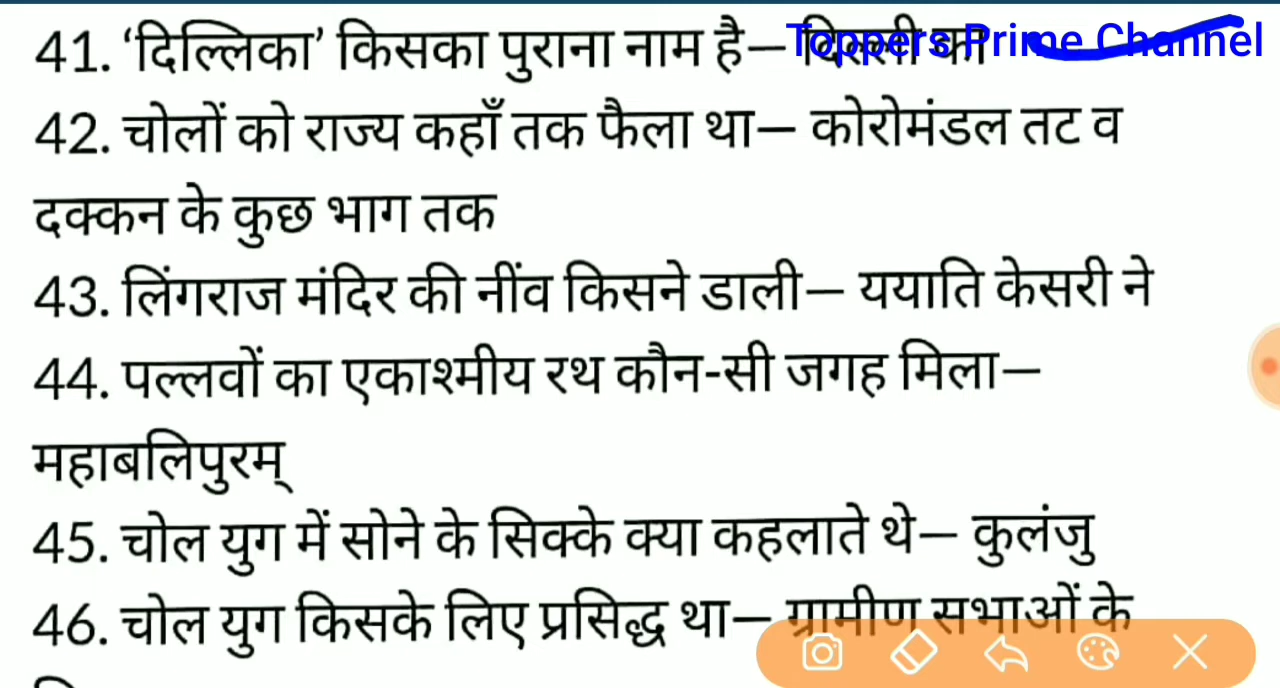 41. ‘दिल्लिका’ किसका पुराना नाम है— दिल्ली का
Toppers Prime Channel
42. चोलों को राज्य कहाँ तक फैला था— कोरोमंडल तट व
दक्कन के कुछ भाग तक
43. लिंगराज मंदिर की नींव किसने डाली— ययाति केसरी ने
44. पल्लवों का एकाश्मीय रथ कौन-सी जगह मिला—
महाबलिपुरम्
45. चोल युग में सोने के सिक्के क्या कहलाते थे— कुलंजु
46. चोल युग किसके लिए प्रसिद्ध था— ग्रामीण सभाओं के